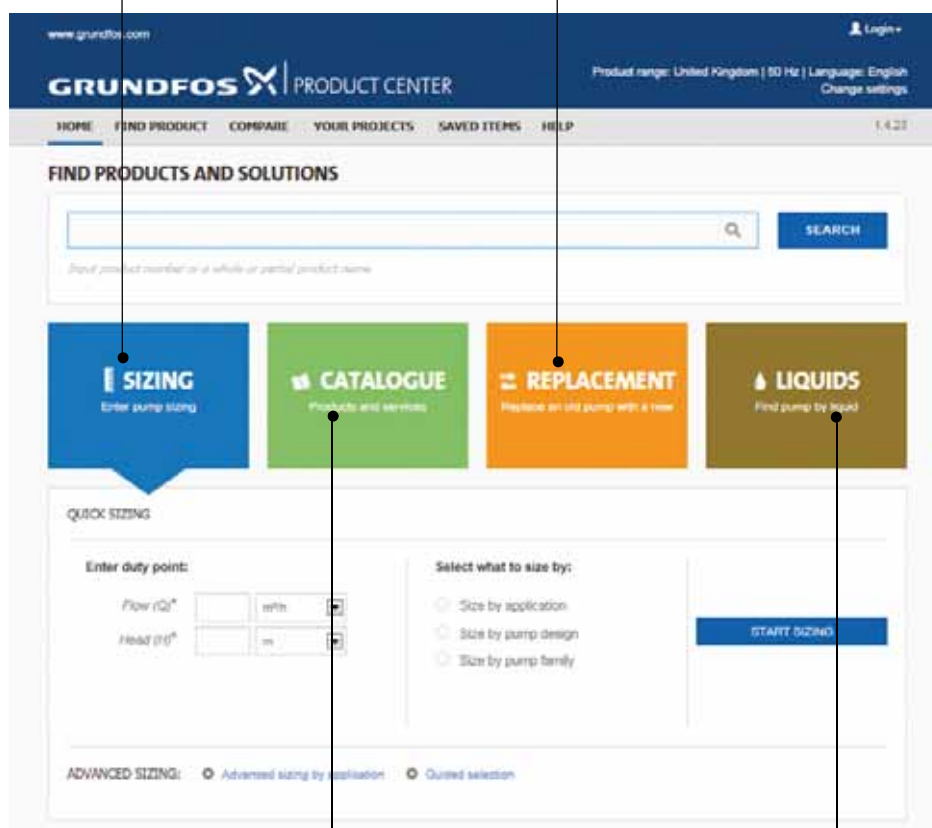 www.grundfos.com
Login
GRUNDFOS PRODUCT CENTER
Product range: United Kingdom | 50 Hz | Language: English
Change settings
HOME FIND PRODUCT COMPARE YOUR PROJECTS SAVED ITEMS HELP
FIND PRODUCTS AND SOLUTIONS
SEARCH
Input product number or a whole or partial product name
SIZING
Enter pump sizing
CATALOGUE
Products and services
REPLACEMENT
Replace an old pump with a new
LIQUIDS
Find pump by liquid
QUICK SIZING
Enter duty point:
Flow (Q)* m³/h
Head (H)* m
Select what to size by:
Size by application
Size by pump design
Size by pump family
START SIZING
ADVANCED SIZING: Advanced sizing by application Guided selection